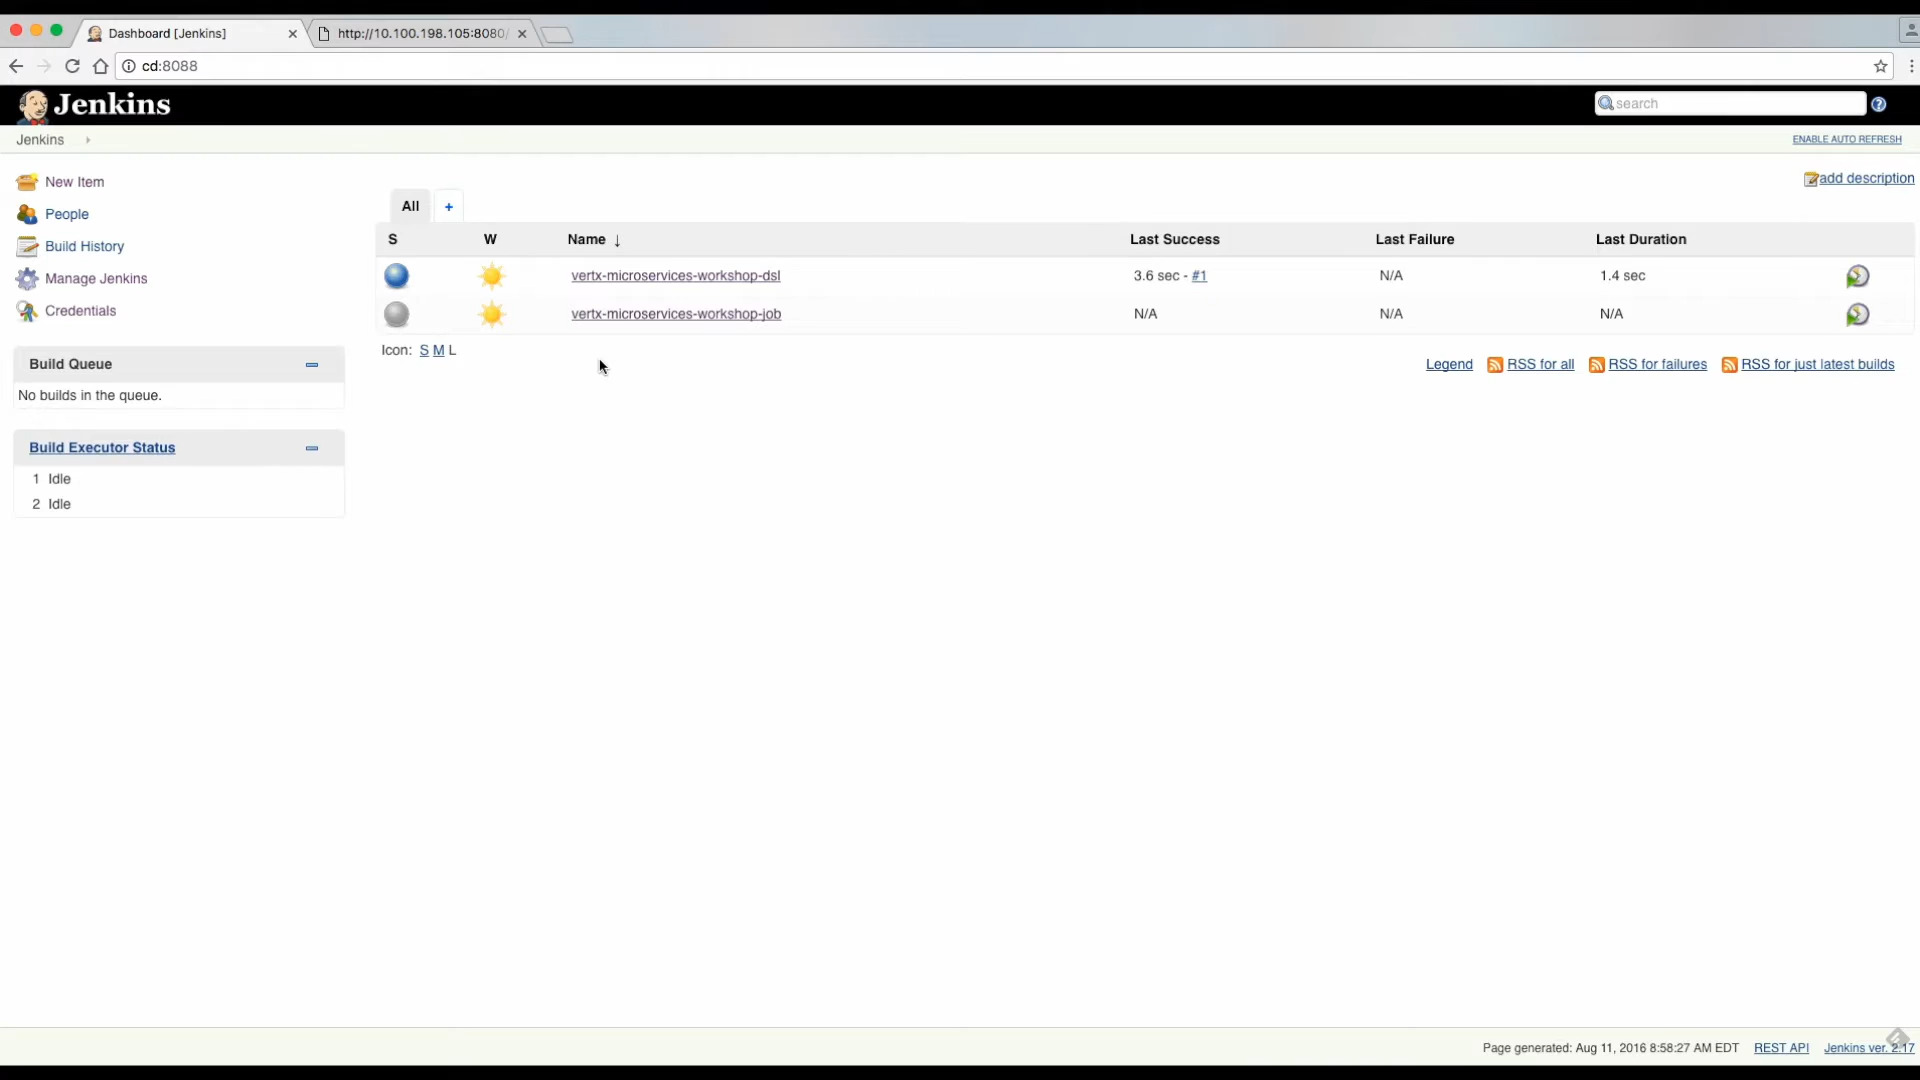 Dashboard [Jenkins]
http://10.100.198.105:8080/
cd:8088
Jenkins
search
Jenkins
ENABLE AUTO REFRESH
New Item
People
Build History
Manage Jenkins
Credentials
Build Queue
No builds in the queue.
Build Executor Status
1 Idle
2 Idle
add description
All +
S W Name ↓ Last Success Last Failure Last Duration
vertx-microservices-workshop-dsl 3.6 sec - #1 N/A 1.4 sec
vertx-microservices-workshop-job N/A N/A N/A
Icon: S M L
Legend RSS for all RSS for failures RSS for just latest builds
Page generated: Aug 11, 2016 8:58:27 AM EDT REST API Jenkins ver. 2.17